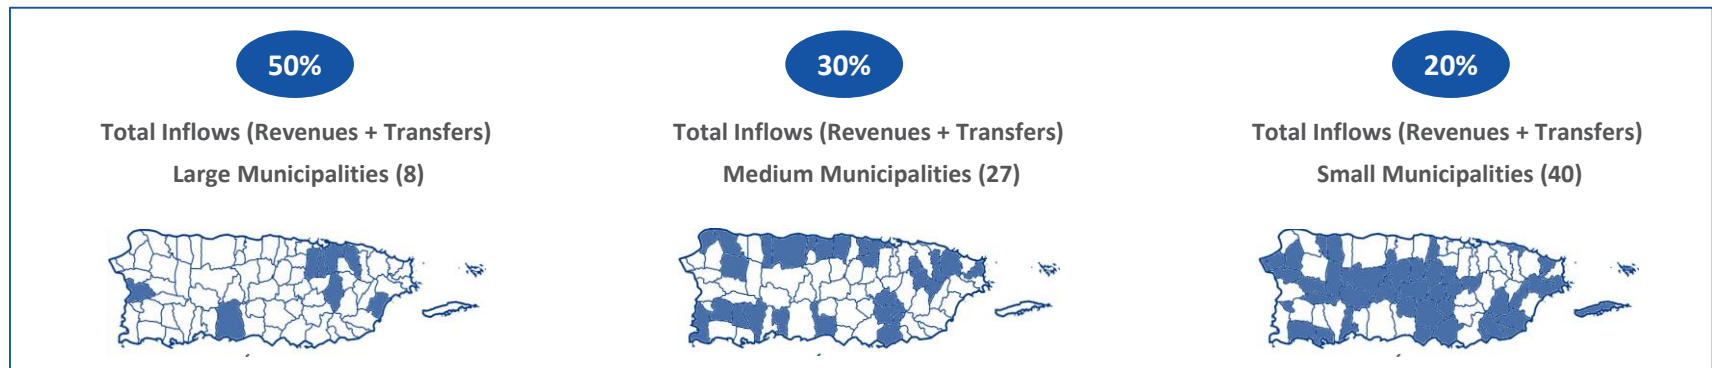 50%
Total Inflows (Revenues + Transfers)
Large Municipalities (8)
30%
Total Inflows (Revenues + Transfers)
Medium Municipalities (27)
20%
Total Inflows (Revenues + Transfers)
Small Municipalities (40)